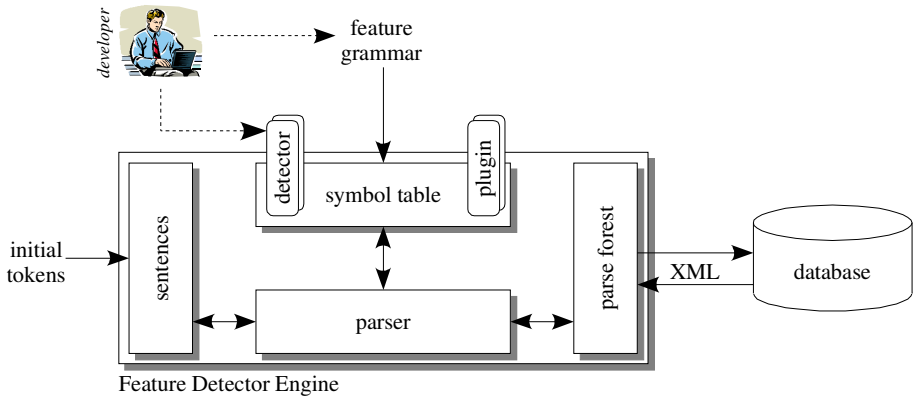 developer
feature
grammar
detector
plugin
symbol table
sentences
initial
tokens
parse forest
XML
database
parser
Feature Detector Engine